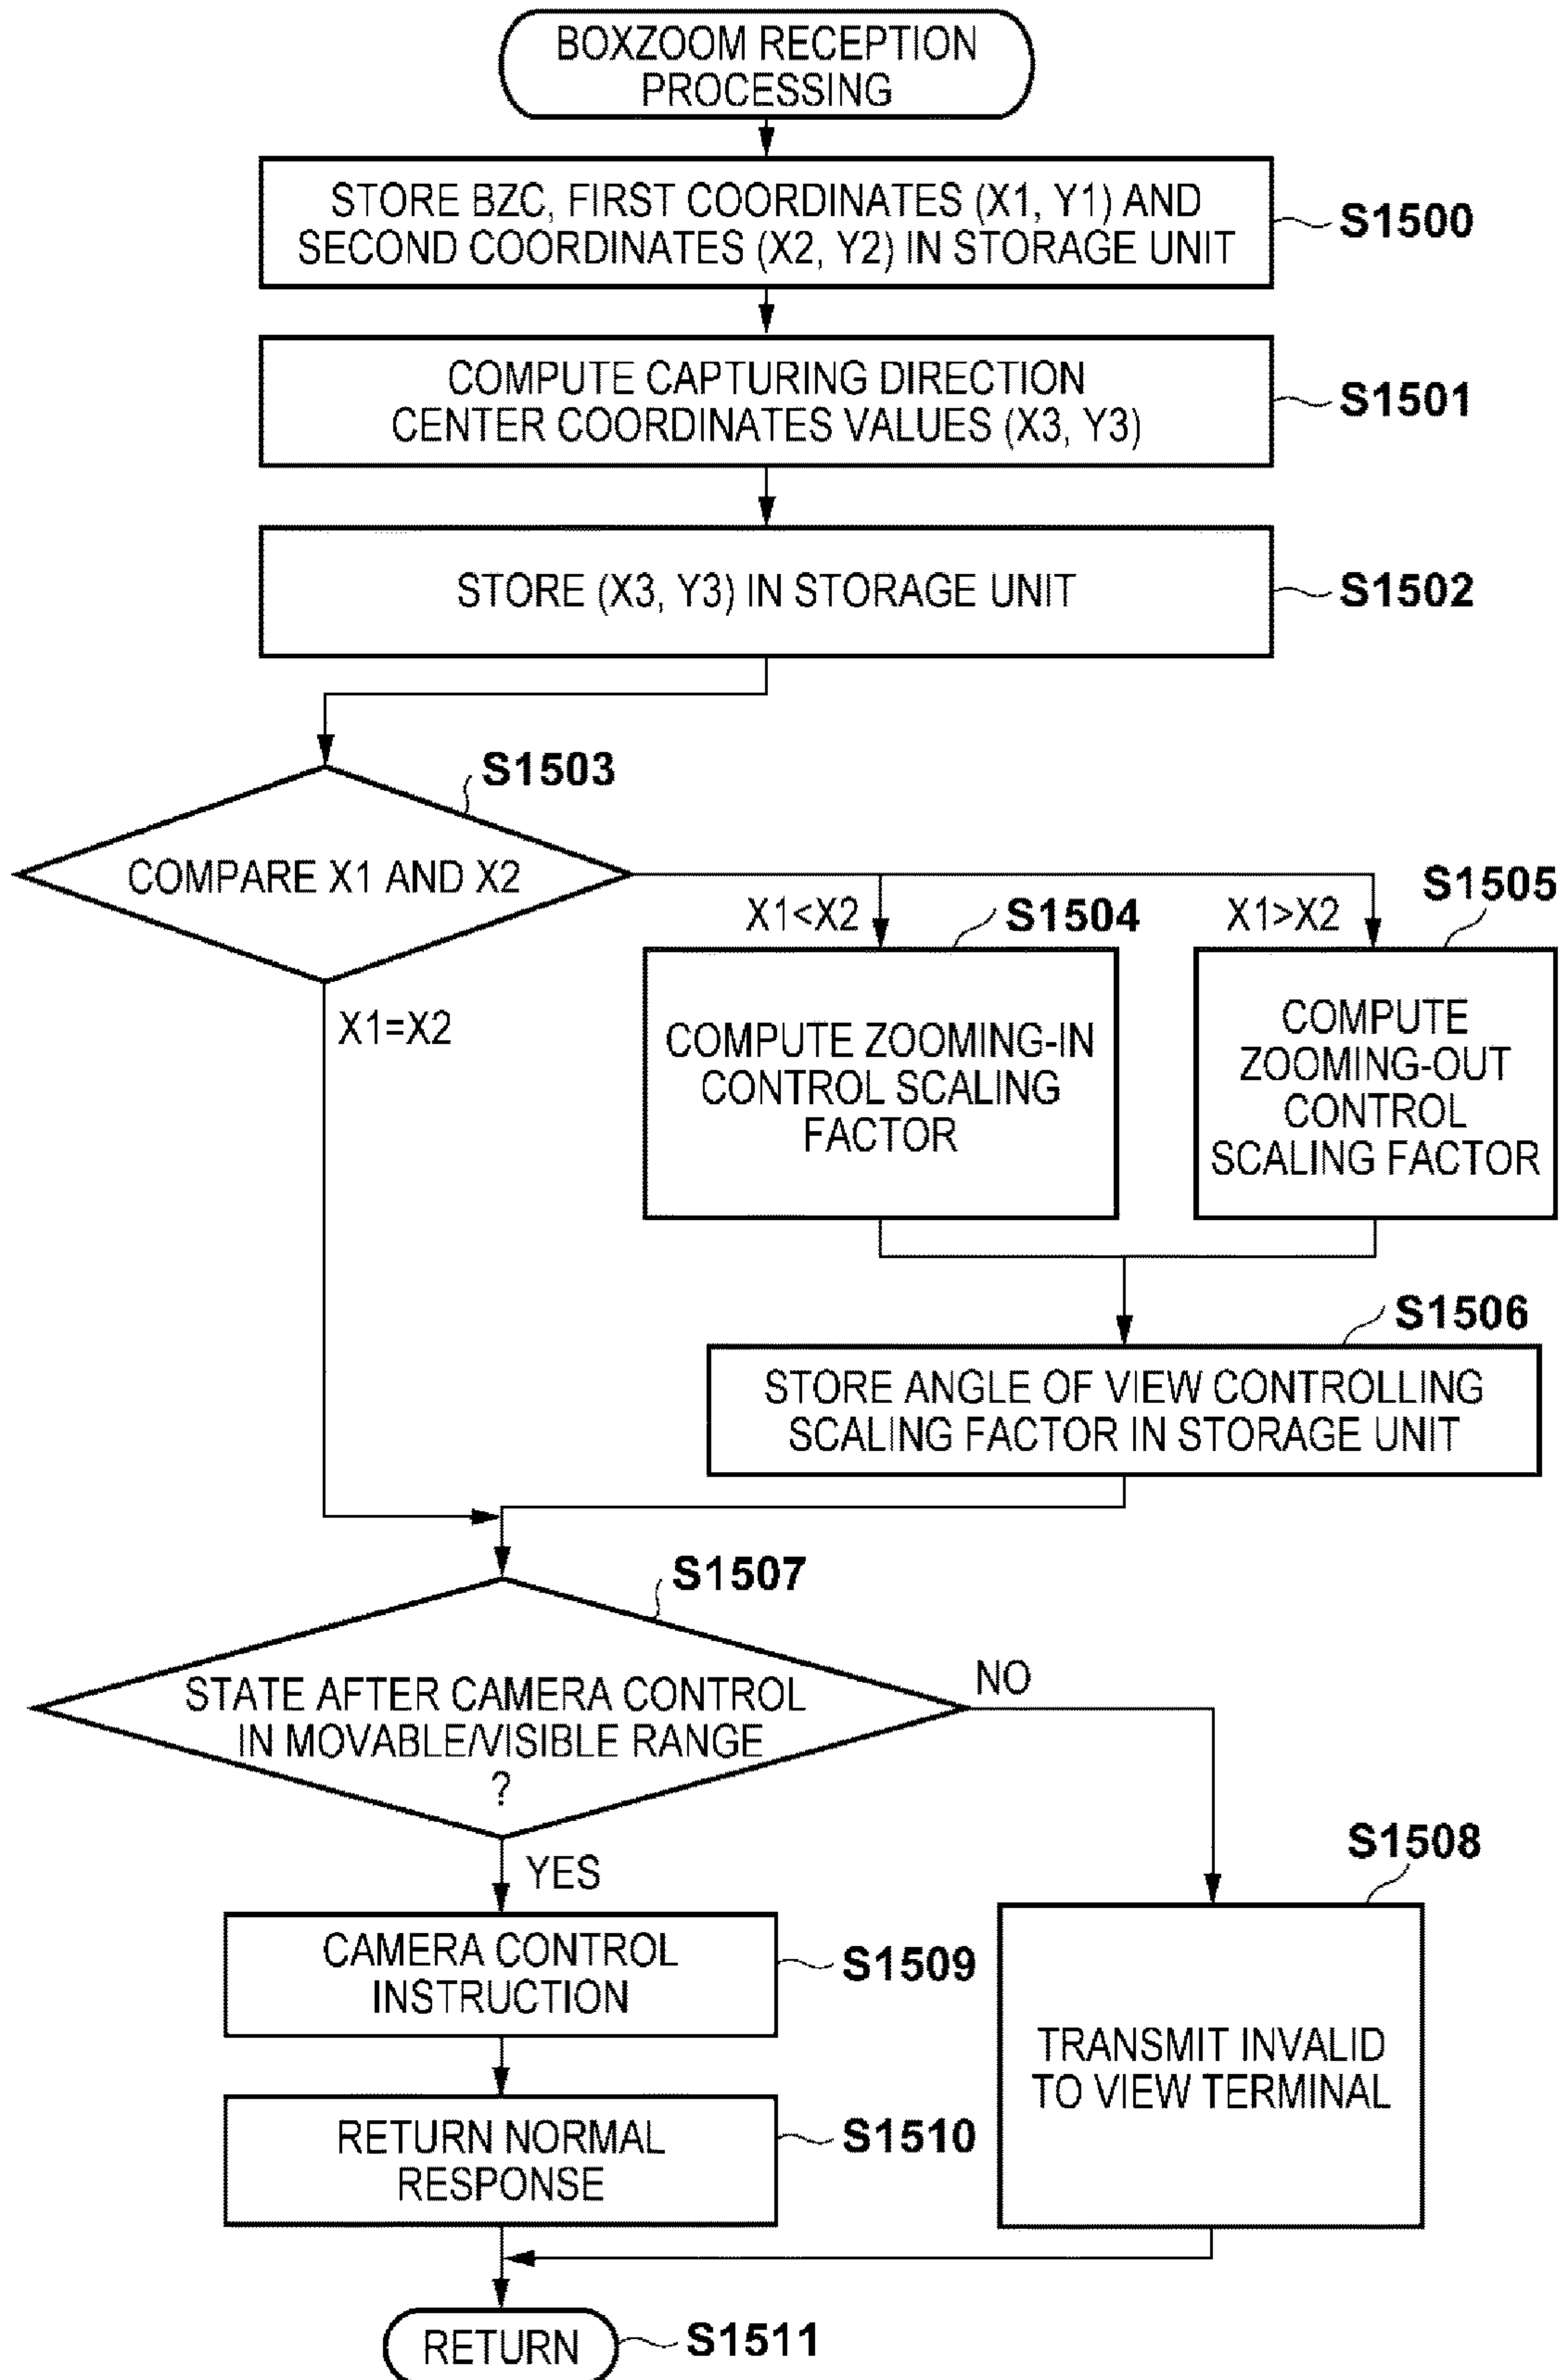 BOXZOOM RECEPTION
PROCESSING
STORE BZC, FIRST COORDINATES (X1, Y1) AND
SECOND COORDINATES (X2, Y2) IN STORAGE UNIT
S1500
COMPUTE CAPTURING DIRECTION
CENTER COORDINATES VALUES (X3, Y3)
S1501
STORE (X3, Y3) IN STORAGE UNIT
S1502
S1503
COMPARE X1 AND X2
X1=X2
X1<X2
S1504
COMPUTE ZOOMING-IN
CONTROL SCALING
FACTOR
X1>X2
S1505
COMPUTE
ZOOMING-OUT
CONTROL
SCALING FACTOR
S1506
STORE ANGLE OF VIEW CONTROLLING
SCALING FACTOR IN STORAGE UNIT
S1507
STATE AFTER CAMERA CONTROL
IN MOVABLE/VISIBLE RANGE
?
NO
YES
S1508
TRANSMIT INVALID
TO VIEW TERMINAL
CAMERA CONTROL
INSTRUCTION
S1509
RETURN NORMAL
RESPONSE
S1510
RETURN
S1511